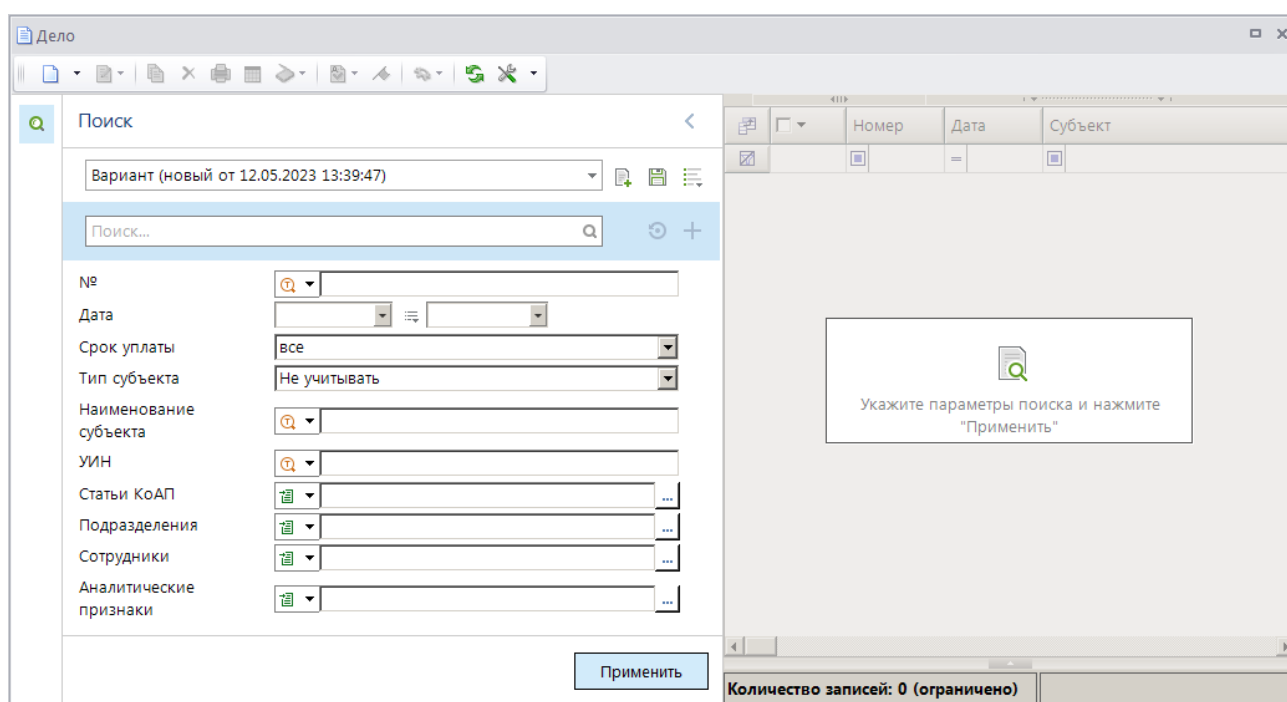 Дело
Поиск
Вариант (новый от 12.05.2023 13:39:47)
Поиск...
№
Дата
Срок уплаты
все
Тип субъекта
Не учитывать
Наименование
субъекта
УИН
Статьи КоАП
...
Подразделения
...
Сотрудники
...
Аналитические
признаки
...
Применить
Номер
Дата
Субъект
=
Укажите параметры поиска и нажмите
"Применить"
Количество записей: 0 (ограничено)